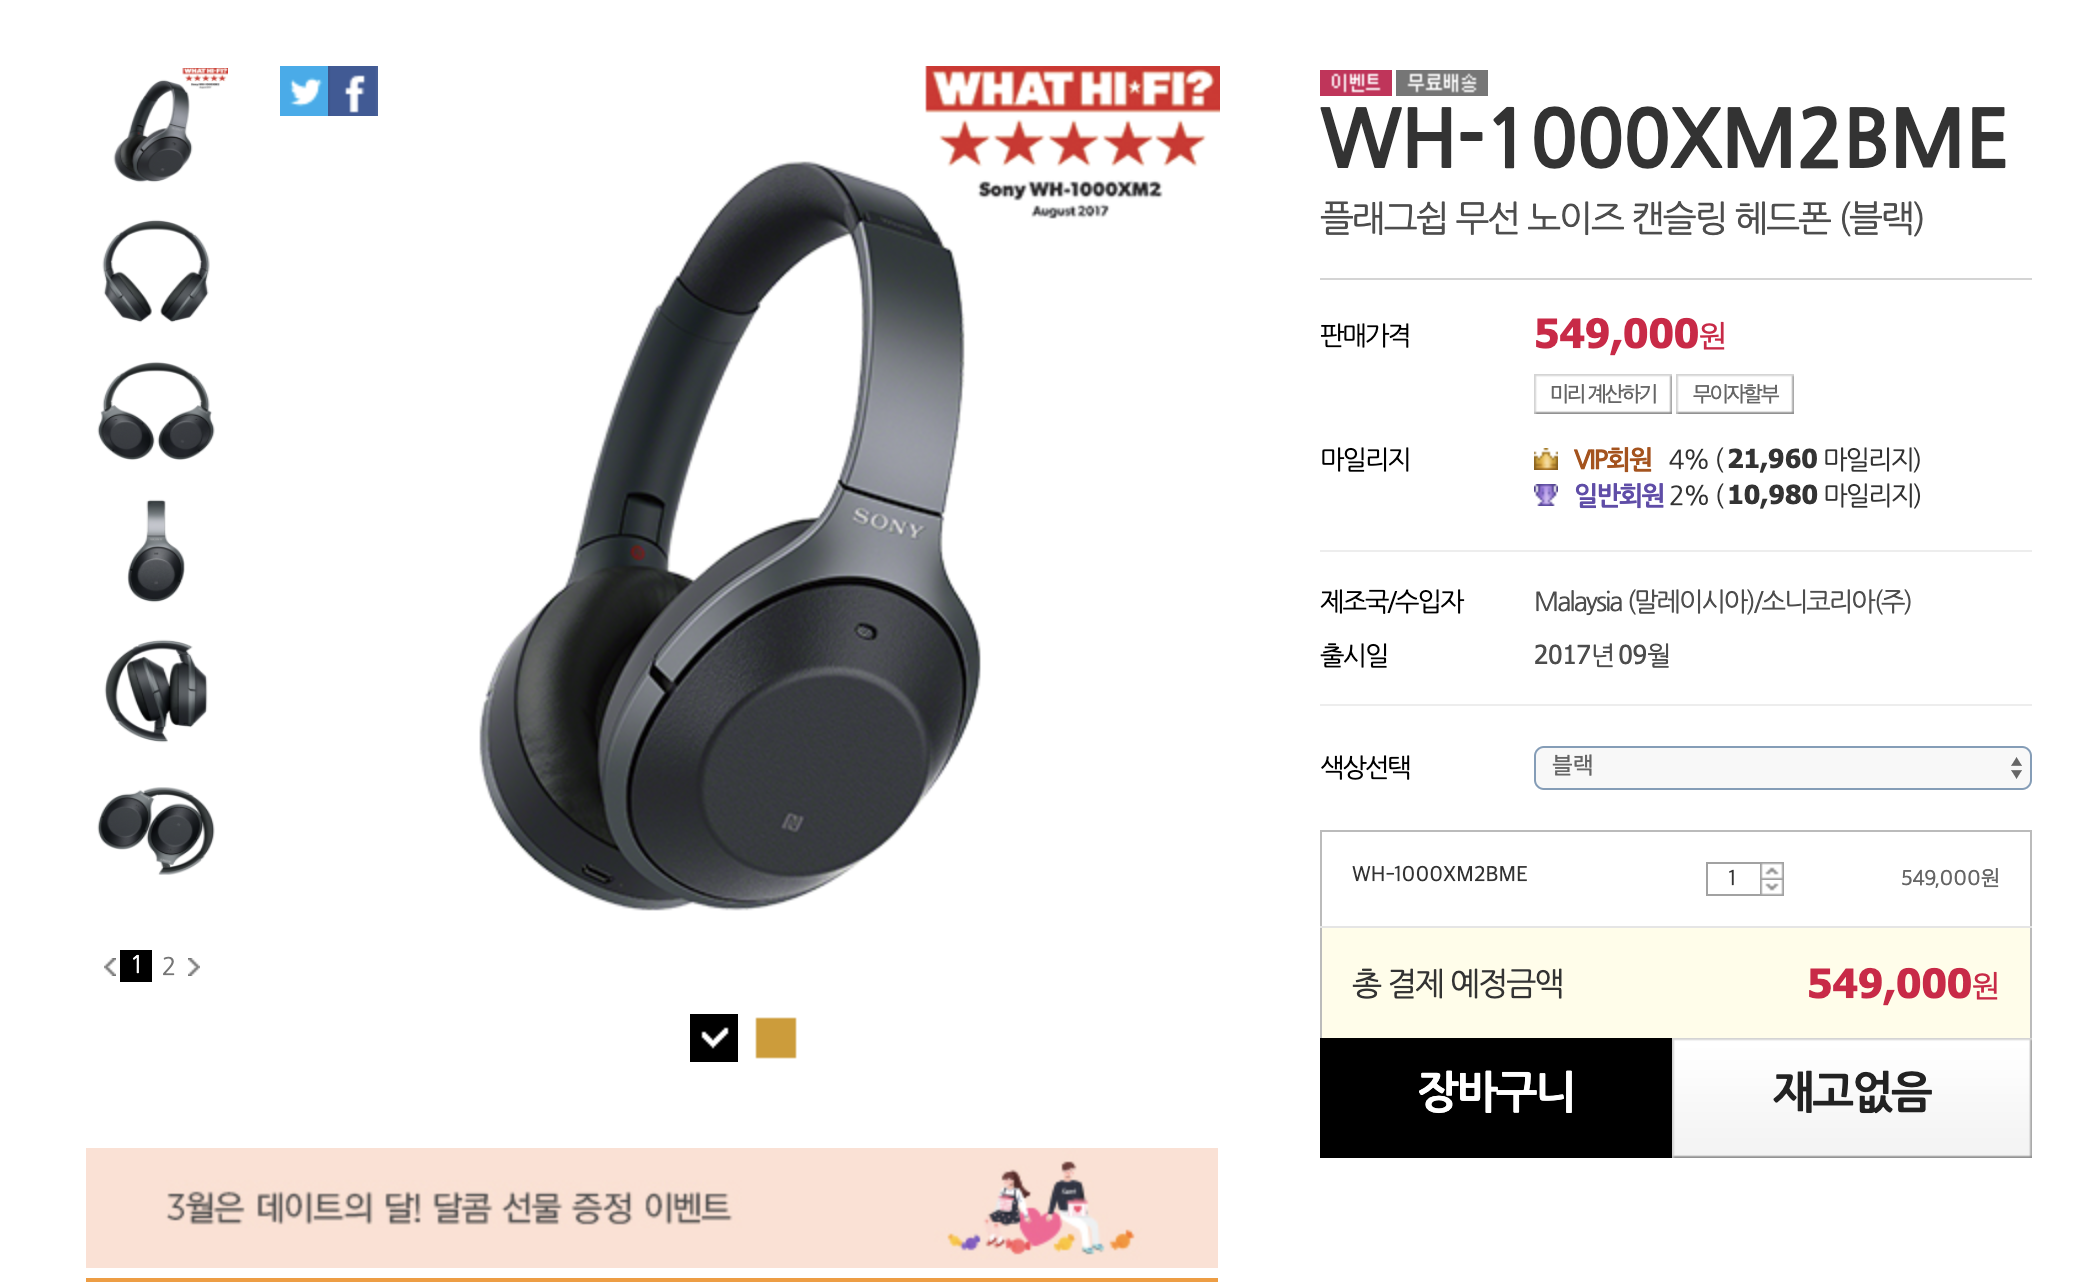 WHAT HI★FI?
★★★★★
Sony WH-1000XM2
August 2017
SONY
1 2
3월은 데이트의 달! 달콤 선물 증정 이벤트
이벤트 무료배송
WH-1000XM2BME
플래그쉽 무선 노이즈 캔슬링 헤드폰 (블랙)
판매가격 549,000원
미리 계산하기 무이자할부
마일리지 VIP회원 4% ( 21,960 마일리지)
일반회원 2% ( 10,980 마일리지)
제조국/수입자 Malaysia (말레이시아)/소니코리아(주)
출시일 2017년 09월
색상선택 블랙
WH-1000XM2BME 1 549,000원
총 결제 예정금액 549,000원
장바구니 재고없음